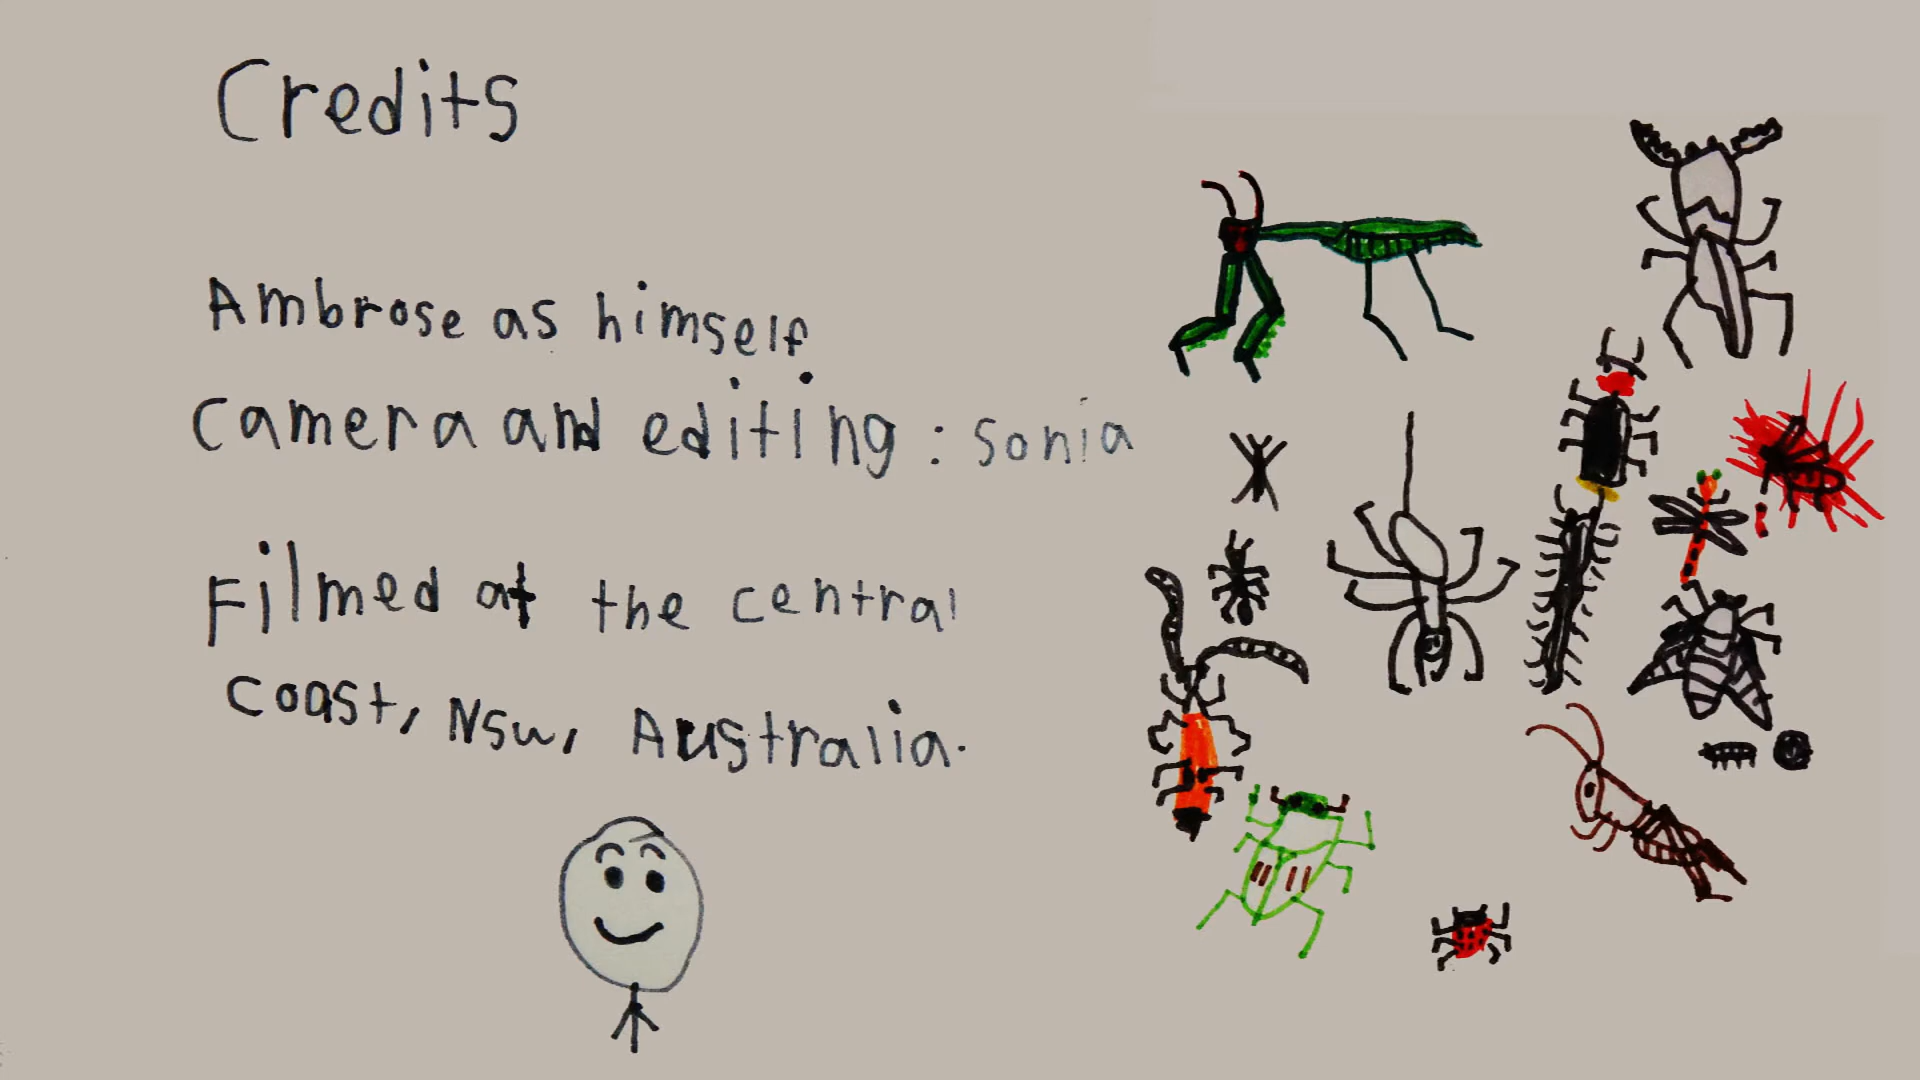 Credits
Ambrose as himself
Camera and editing: sonia
Filmed at the central
coast, NSW, Australia.